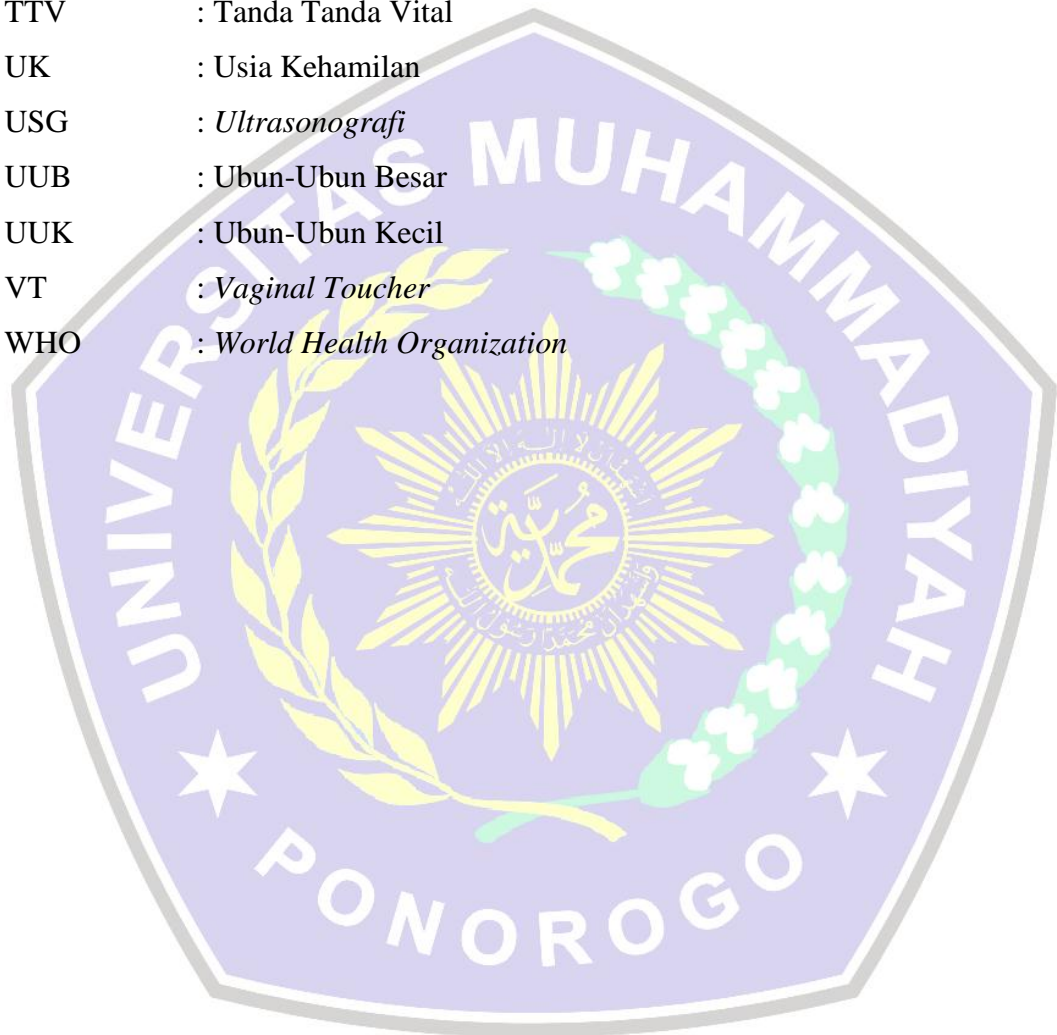 TTV : Tanda Tanda Vital
UK : Usia Kehamilan
USG : Ultrasonografi
UUB : Ubun-Ubun Besar
UUK : Ubun-Ubun Kecil
VT : Vaginal Toucher
WHO : World Health Organization
UNIVERSITAS MUHAMMADIYAH
PONOROGO
محمدية